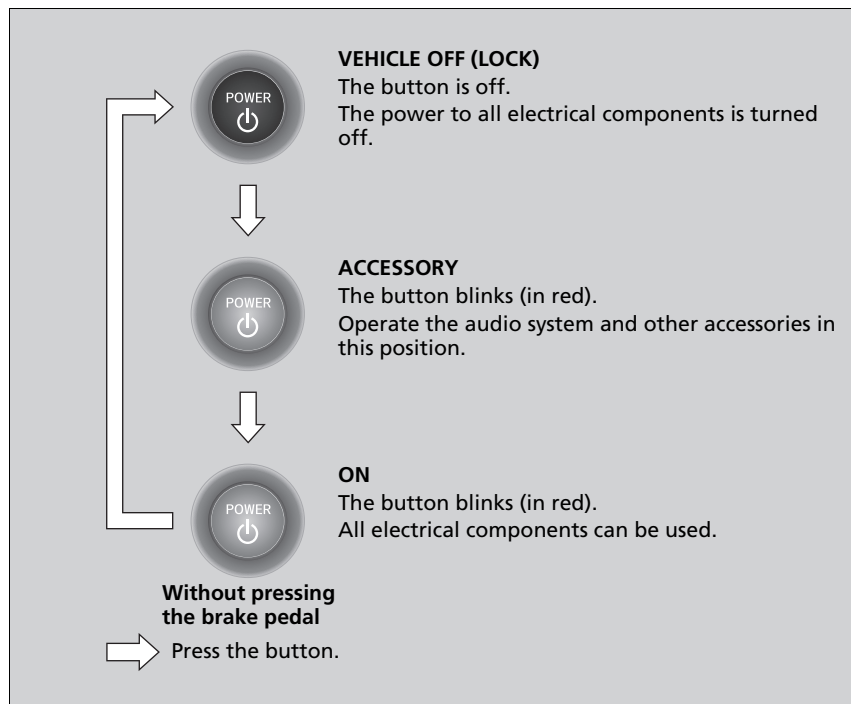 VEHICLE OFF (LOCK)
POWER
The button is off.
The power to all electrical components is turned
off.
ACCESSORY
POWER
The button blinks (in red).
Operate the audio system and other accessories in
this position.
ON
POWER
The button blinks (in red).
All electrical components can be used.
Without pressing
the brake pedal
Press the button.